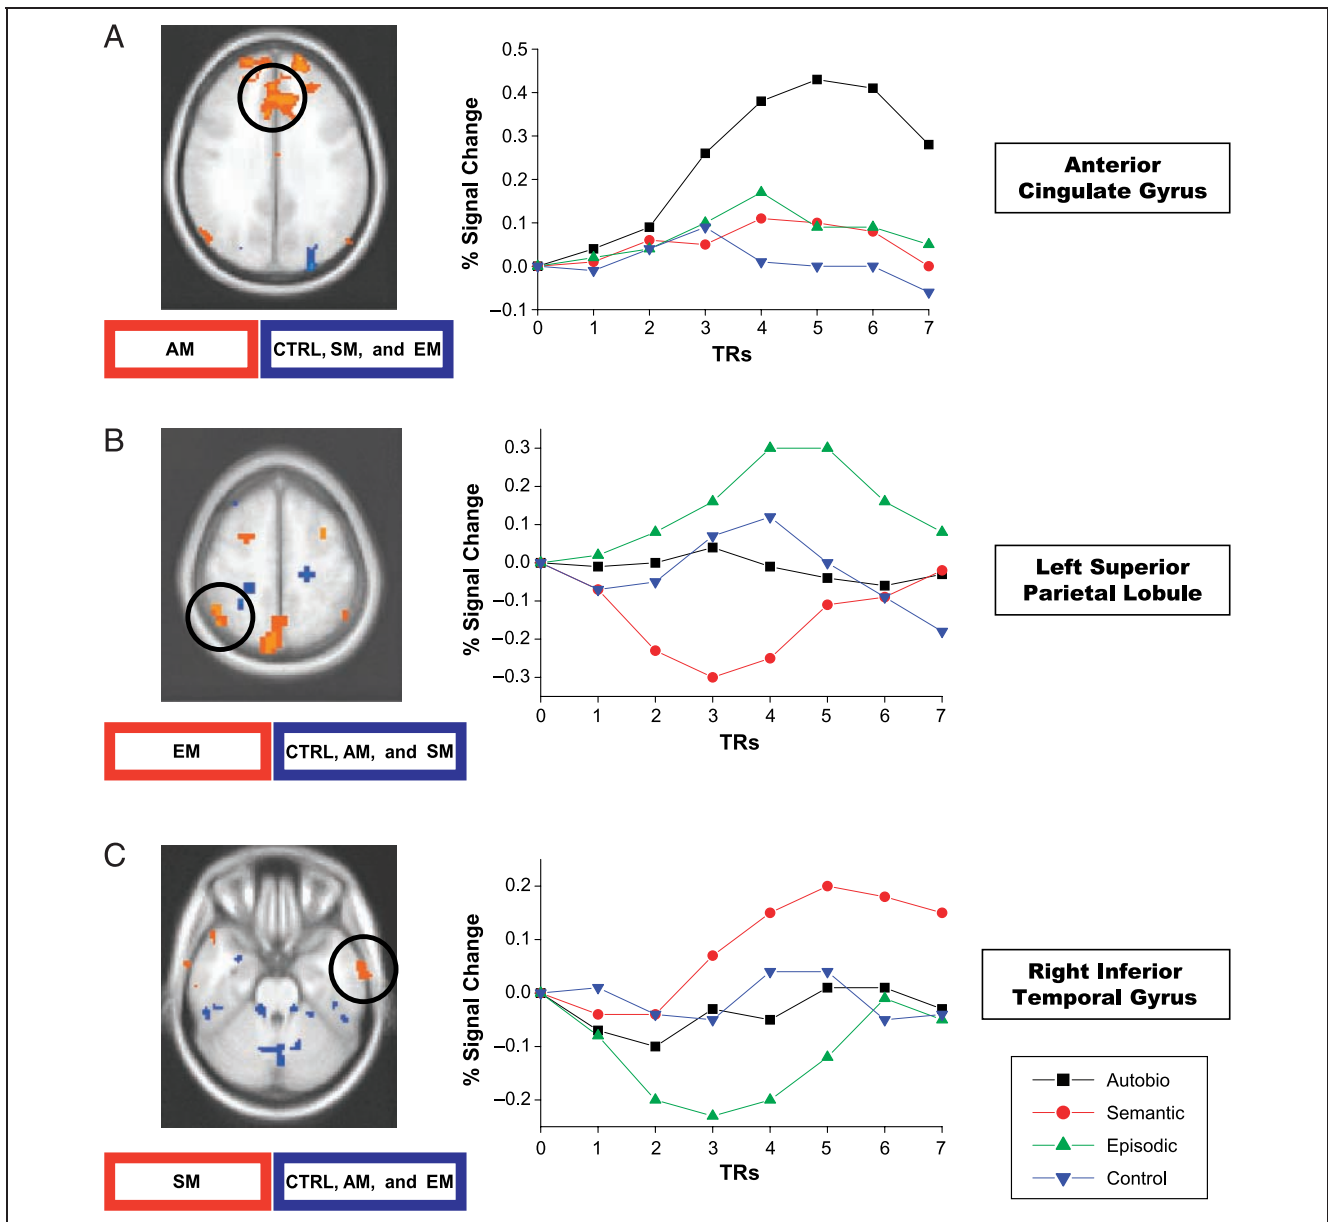 A
0.5
0.4
0.3
0.2
0.1
0.0
–0.1
% Signal Change
0 1 2 3 4 5 6 7
TRs
Anterior
Cingulate Gyrus
AM
CTRL, SM, and EM
B
0.3
0.2
0.1
0.0
–0.1
–0.2
–0.3
% Signal Change
0 1 2 3 4 5 6 7
TRs
Left Superior
Parietal Lobule
EM
CTRL, AM, and SM
C
0.2
0.1
0.0
–0.1
–0.2
% Signal Change
0 1 2 3 4 5 6 7
TRs
Right Inferior
Temporal Gyrus
SM
CTRL, AM, and EM
Autobio
Semantic
Episodic
Control